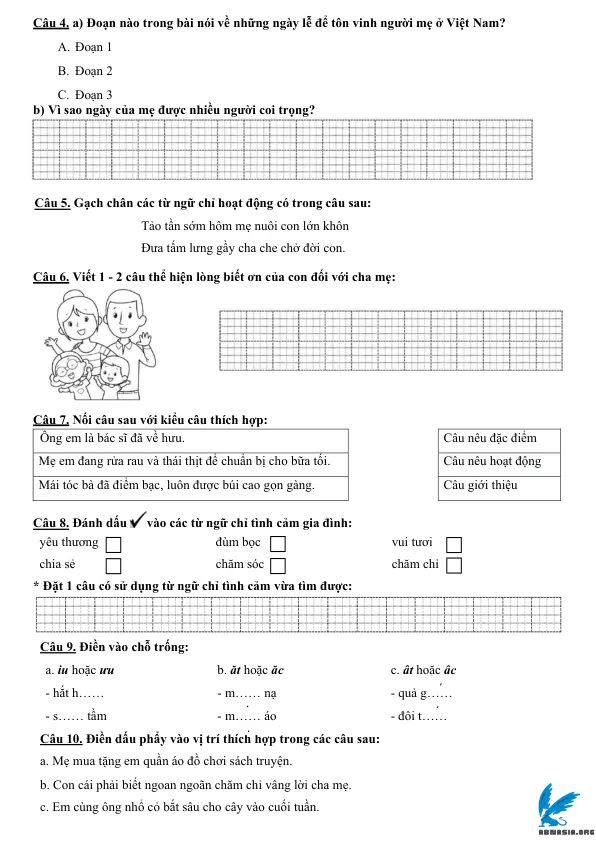 Câu 4. a) Đoạn nào trong bài nói về những ngày lễ để tôn vinh người mẹ ở Việt Nam?
A. Đoạn 1
B. Đoạn 2
C. Đoạn 3
b) Vì sao ngày của mẹ được nhiều người coi trọng?
Câu 5. Gạch chân các từ ngữ chỉ hoạt động có trong câu sau:
Tảo tần sớm hôm mẹ nuôi con lớn khôn
Đưa tấm lưng gầy cha che chở đời con.
Câu 6. Viết 1 - 2 câu thể hiện lòng biết ơn của con đối với cha mẹ:
Câu 7. Nối câu sau với kiểu câu thích hợp:
Ông em là bác sĩ đã về hưu. Câu nêu đặc điểm
Mẹ em đang rửa rau và thái thịt để chuẩn bị cho bữa tối. Câu nêu hoạt động
Mái tóc bà đã điểm bạc, luôn được búi cao gọn gàng. Câu giới thiệu
Câu 8. Đánh dấu ✓ vào các từ ngữ chỉ tình cảm gia đình:
yêu thương □ đùm bọc □ vui tươi □
chia sẻ □ chăm sóc □ chăm chỉ □
* Đặt 1 câu có sử dụng từ ngữ chỉ tình cảm vừa tìm được:
Câu 9. Điền vào chỗ trống:
a. iu hoặc ưu b. ăt hoặc ăc c. ât hoặc âc
- hắt h…… - m…… nạ - quả g……
- s…… tầm - m…… áo - đôi t……
Câu 10. Điền dấu phẩy vào vị trí thích hợp trong các câu sau:
a. Mẹ mua tặng em quần áo đồ chơi sách truyện.
b. Con cái phải biết ngoan ngoãn chăm chỉ vâng lời cha mẹ.
c. Em cùng ông nhổ cỏ bắt sâu cho cây vào cuối tuần.
ABNASIA.ORG